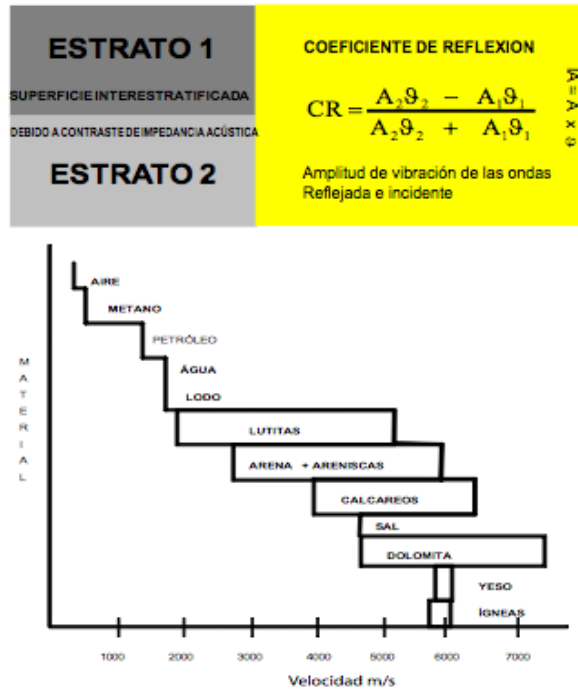 ESTRATO 1
SUPERFICIE INTERESTRATIFICADA
DEBIDO A CONTRASTE DE IMPEDANCIA ACÚSTICA
ESTRATO 2
COEFICIENTE DE REFLEXION
CR = (A₂ϑ₂ − A₁ϑ₁) / (A₂ϑ₂ + A₁ϑ₁)
Amplitud de vibración de las ondas
Reflejada e incidente
MATERIAL
AIRE
METANO
PETRÓLEO
ÁGUA
LODO
LUTITAS
ARENA + ARENISCAS
CALCAREOS
SAL
DOLOMITA
YESO
ÍGNEAS
1000 2000 3000 4000 5000 6000 7000
Velocidad m/s